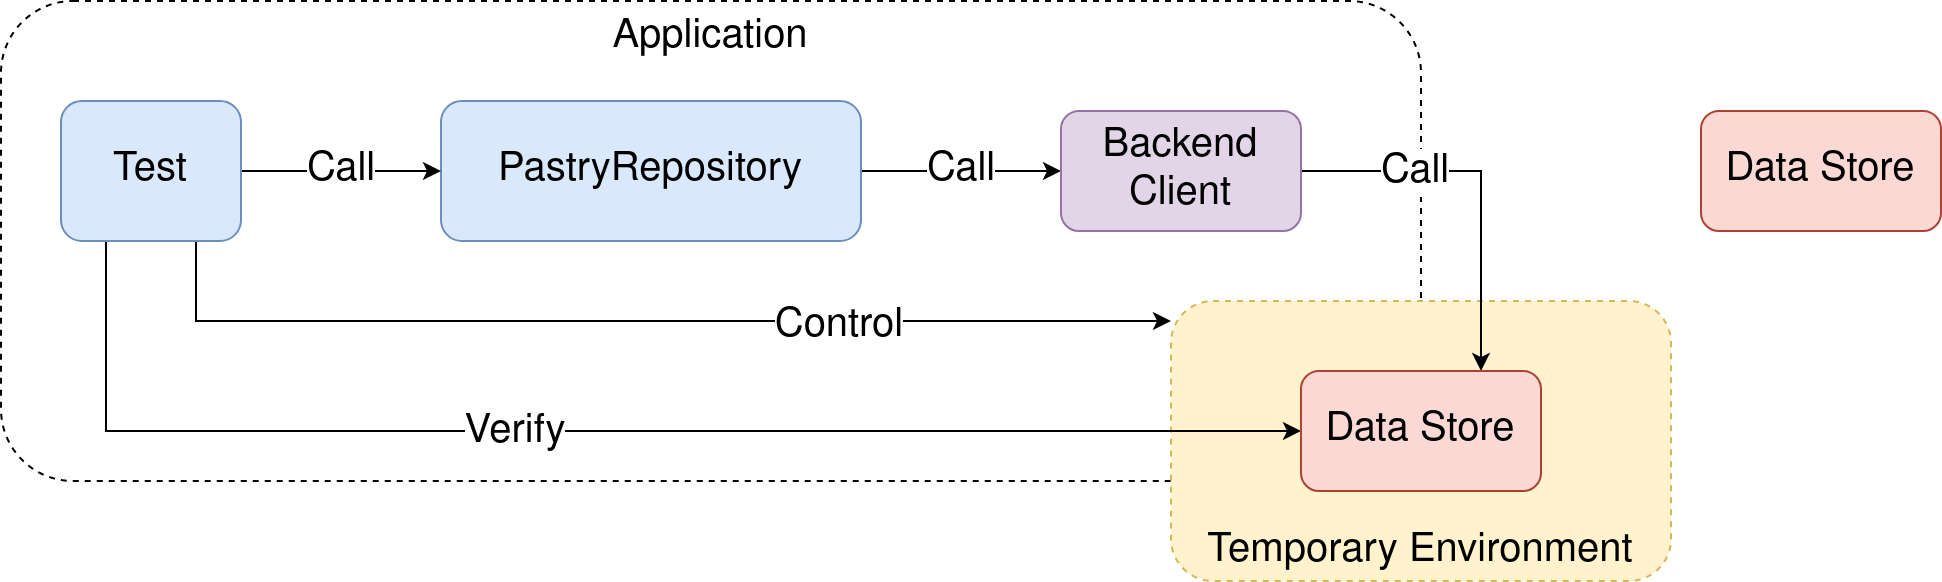 Application
Test
Call
PastryRepository
Call
Backend
Client
Call
Data Store
Control
Verify
Data Store
Temporary Environment